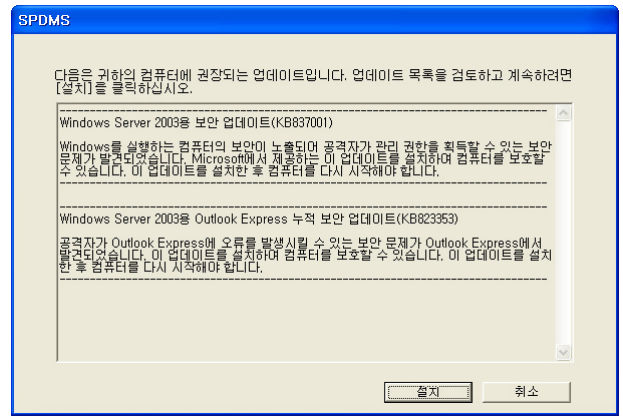 SPDMS
다음은 귀하의 컴퓨터에 권장되는 업데이트입니다. 업데이트 목록을 검토하고 계속하려면
[설치]를 클릭하십시오.
--------------------------------------------------------------------------------
Windows Server 2003용 보안 업데이트(KB837001)
Windows를 실행하는 컴퓨터의 보안이 노출되어 공격자가 관리 권한을 획득할 수 있는 보안
문제가 발견되었습니다. Microsoft에서 제공하는 이 업데이트를 설치하여 컴퓨터를 보호할
수 있습니다. 이 업데이트를 설치한 후 컴퓨터를 다시 시작해야 합니다.
--------------------------------------------------------------------------------
--------------------------------------------------------------------------------
Windows Server 2003용 Outlook Express 누적 보안 업데이트(KB823353)
공격자가 Outlook Express에 오류를 발생시킬 수 있는 보안 문제가 Outlook Express에서
발견되었습니다. 이 업데이트를 설치하여 컴퓨터를 보호할 수 있습니다. 이 업데이트를 설치
한 후 컴퓨터를 다시 시작해야 합니다.
--------------------------------------------------------------------------------
설치 취소